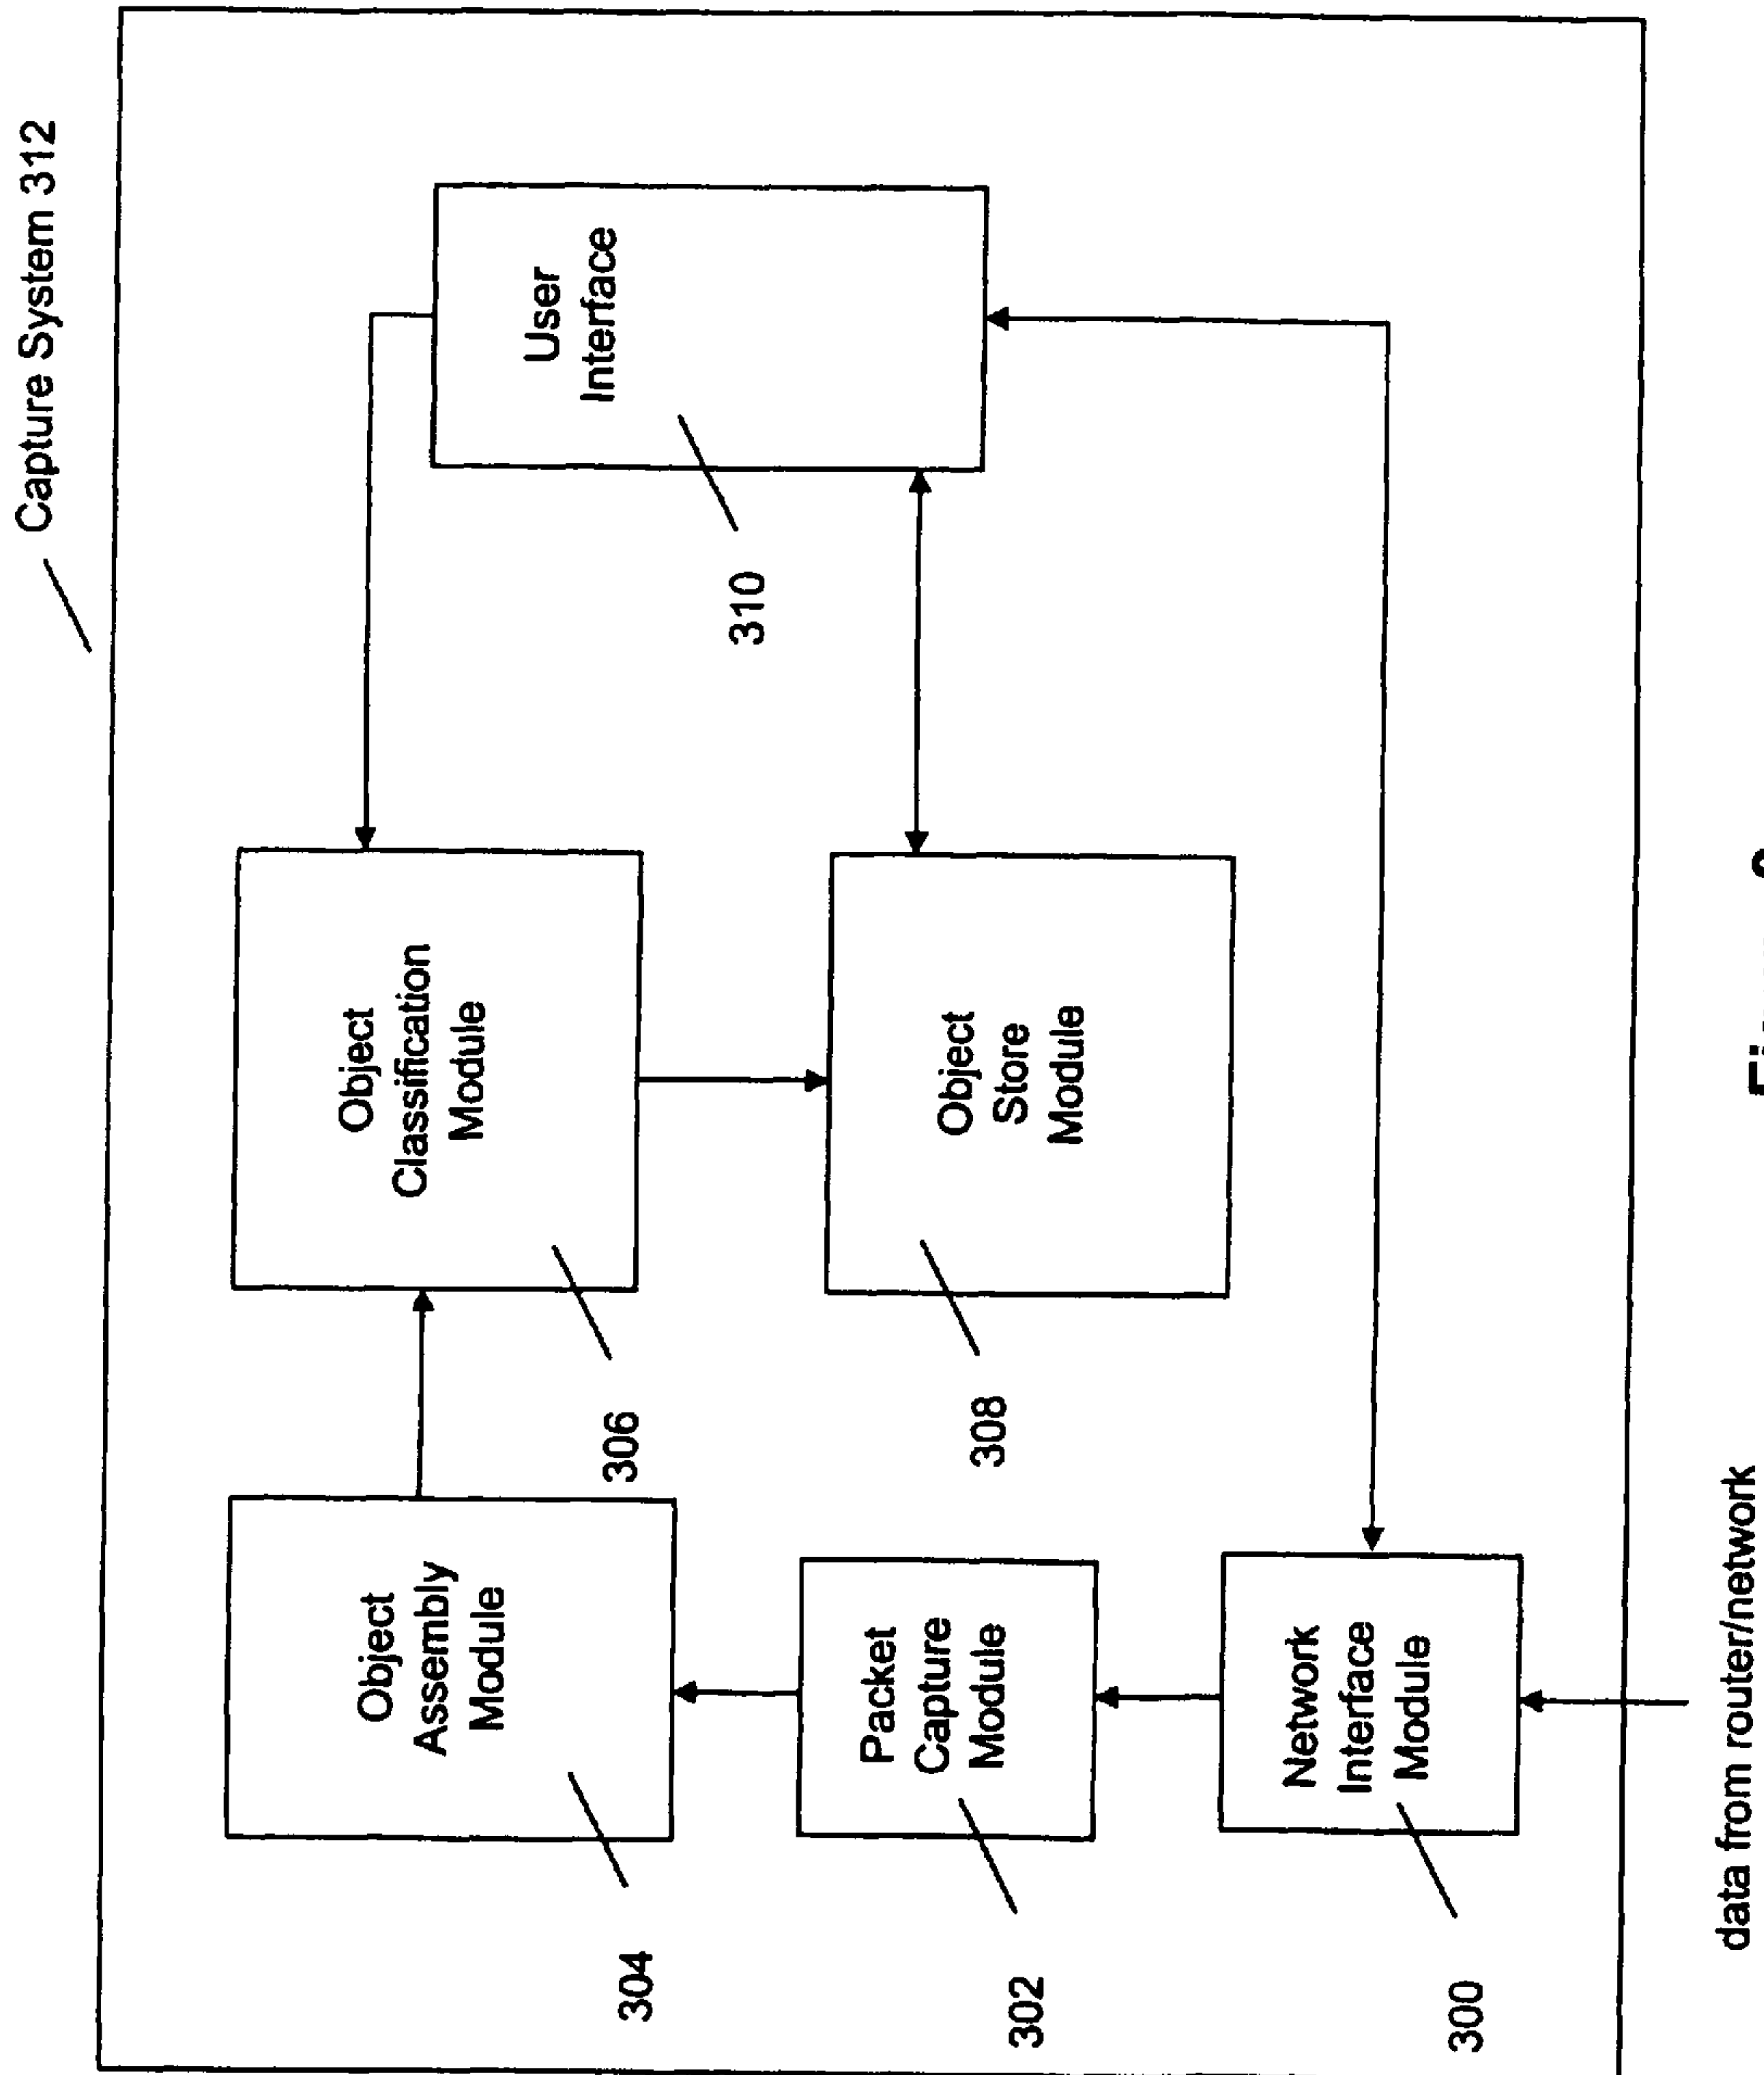 Capture System 312
Object
Assembly
Module
304
Object
Classification
Module
306
User
Interface
310
Packet
Capture
Module
302
Object
Store
Module
308
Network
Interface
Module
300
data from router/network